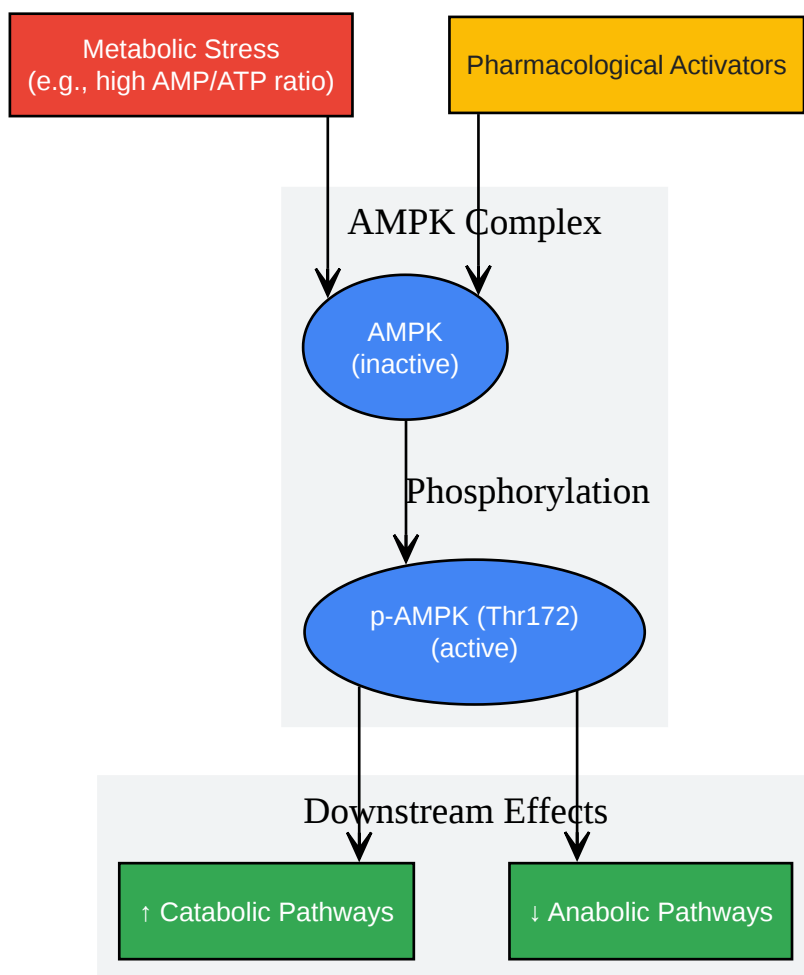 Metabolic Stress
(e.g., high AMP/ATP ratio)
Pharmacological Activators
AMPK Complex
AMPK
(inactive)
Phosphorylation
p-AMPK (Thr172)
(active)
Downstream Effects
↑ Catabolic Pathways
↓ Anabolic Pathways